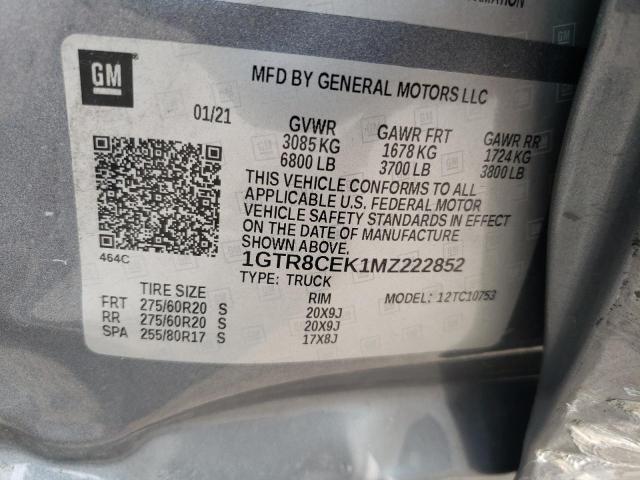 GM
MFD BY GENERAL MOTORS LLC
01/21
GVWR GAWR FRT GAWR RR
3085 KG 1678 KG 1724 KG
6800 LB 3700 LB 3800 LB
THIS VEHICLE CONFORMS TO ALL
APPLICABLE U.S. FEDERAL MOTOR
VEHICLE SAFETY STANDARDS IN EFFECT
ON THE DATE OF MANUFACTURE
SHOWN ABOVE.
464C
1GTR8CEK1MZ222852
TYPE: TRUCK
MODEL: 12TC10753
TIRE SIZE RIM
FRT 275/60R20 S 20X9J
RR 275/60R20 S 20X9J
SPA 255/80R17 S 17X8J